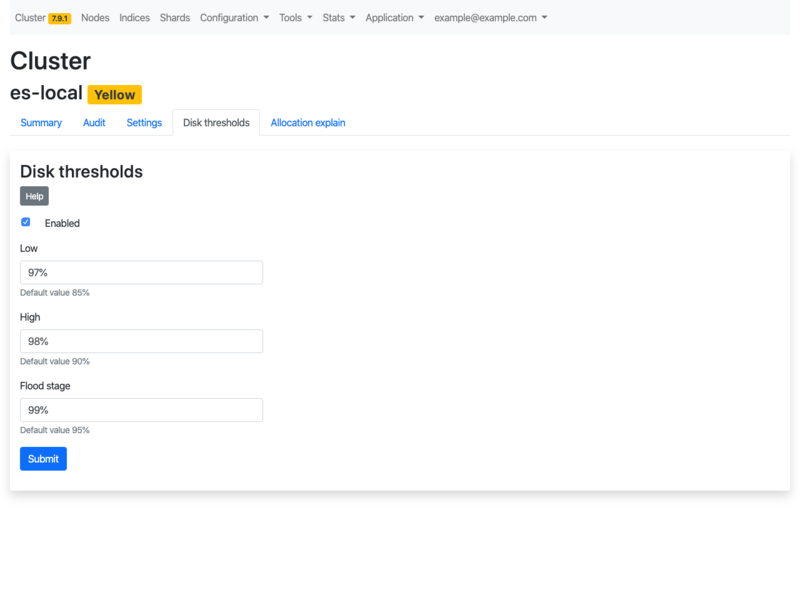 Cluster 7.9.1 Nodes Indices Shards Configuration Tools Stats Application example@example.com
Cluster
es-local Yellow
Summary Audit Settings Disk thresholds Allocation explain
Disk thresholds
Help
Enabled
Low
97%
Default value 85%
High
98%
Default value 90%
Flood stage
99%
Default value 95%
Submit